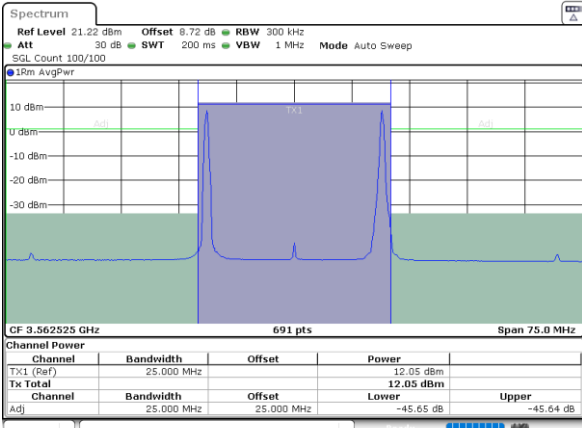 Spectrum
Ref Level 21.22 dBm Offset 8.72 dB RBW 300 kHz
Att 30 dB SWT 200 ms VBW 1 MHz Mode Auto Sweep
SGL Count 100/100
1Rm AvgPwr
10 dBm
TX1
Adj Adj
0 dBm
-10 dBm
-20 dBm
-30 dBm
CF 3.562525 GHz 691 pts Span 75.0 MHz
Channel Power
Channel Bandwidth Offset Power
TX1 (Ref) 25.000 MHz 12.05 dBm
Tx Total 12.05 dBm
Channel Bandwidth Offset Lower Upper
Adj 25.000 MHz 25.000 MHz -45.65 dB -45.64 dB